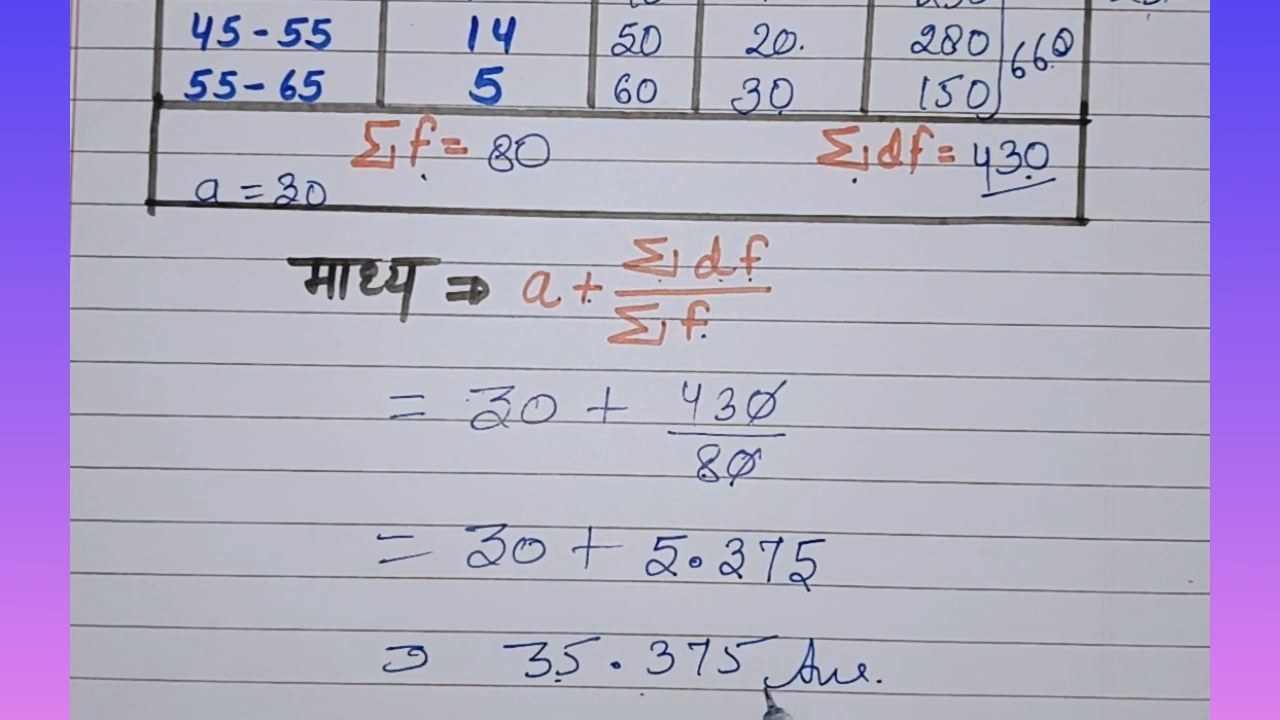 45-55 14 50 20. 280
660
55-65 5 60 30 150
Σf = 80 Σdf = 430
a = 30
माध्य ⇒ a + Σdf / Σf
= 30 + 430 / 80
= 30 + 5.375
⇒ 35.375 Ans.